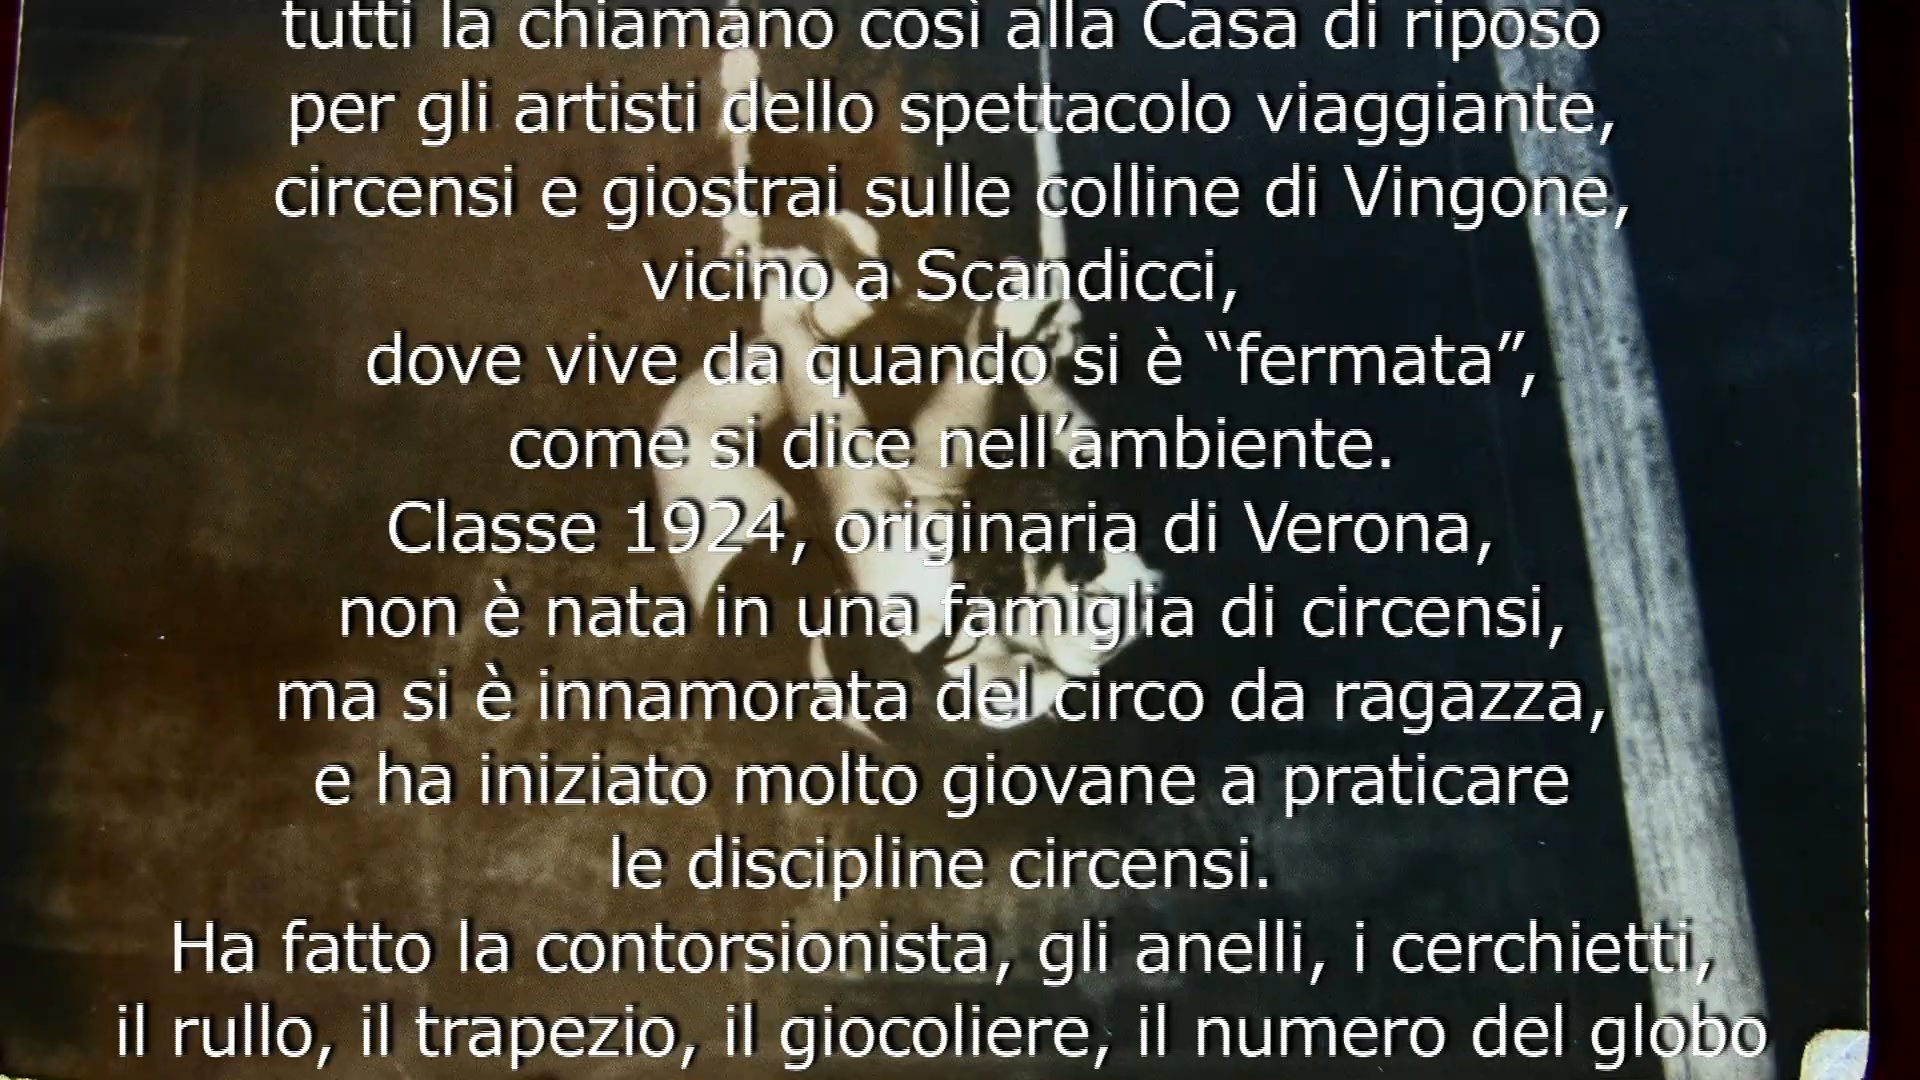 tutti la chiamano così alla Casa di riposo
per gli artisti dello spettacolo viaggiante,
circensi e giostrai sulle colline di Vingone,
vicino a Scandicci,
dove vive da quando si è “fermata”,
come si dice nell’ambiente.
Classe 1924, originaria di Verona,
non è nata in una famiglia di circensi,
ma si è innamorata del circo da ragazza,
e ha iniziato molto giovane a praticare
le discipline circensi.
Ha fatto la contorsionista, gli anelli, i cerchietti,
il rullo, il trapezio, il giocoliere, il numero del globo